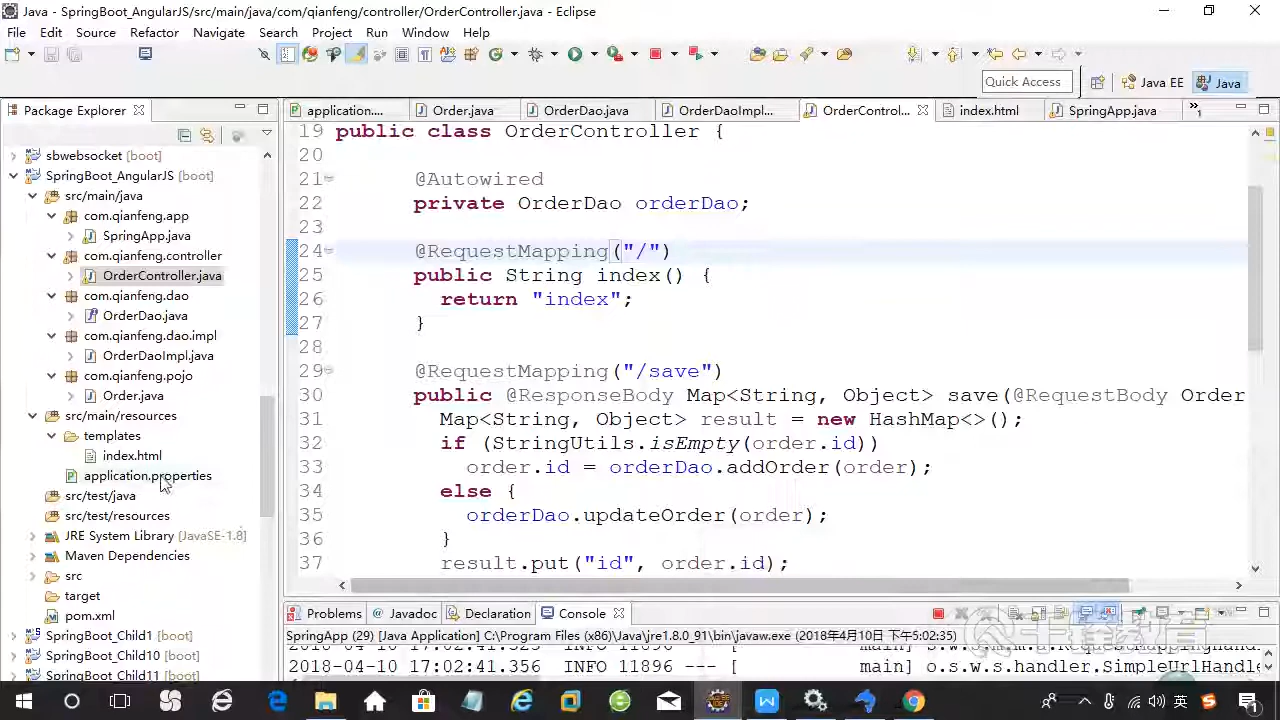 Java - SpringBoot_AngularJS/src/main/java/com/qianfeng/controller/OrderController.java - Eclipse
File Edit Source Refactor Navigate Search Project Run Window Help
Quick Access
Java EE
Java
Package Explorer
application....
Order.java
OrderDao.java
OrderDaoImpl...
OrderControl...
index.html
SpringApp.java
»1
sbwebsocket [boot]
SpringBoot_AngularJS [boot]
src/main/java
com.qianfeng.app
SpringApp.java
com.qianfeng.controller
OrderController.java
com.qianfeng.dao
OrderDao.java
com.qianfeng.dao.impl
OrderDaoImpl.java
com.qianfeng.pojo
Order.java
src/main/resources
templates
index.html
application.properties
src/test/java
src/test/resources
JRE System Library [JavaSE-1.8]
Maven Dependencies
src
target
pom.xml
SpringBoot_Child1 [boot]
SpringBoot_Child10 [boot]
SpringBoot_Child11 [boot]
19 public class OrderController {
20
21 @Autowired
22 private OrderDao orderDao;
23
24 @RequestMapping("/")
25 public String index() {
26 return "index";
27 }
28
29 @RequestMapping("/save")
30 public @ResponseBody Map<String, Object> save(@RequestBody Order
31 Map<String, Object> result = new HashMap<>();
32 if (StringUtils.isEmpty(order.id))
33 order.id = orderDao.addOrder(order);
34 else {
35 orderDao.updateOrder(order);
36 }
37 result.put("id", order.id);
Problems
Javadoc
Declaration
Console
SpringApp (29) [Java Application] C:\Program Files (x86)\Java\jre1.8.0_91\bin\javaw.exe (2018年4月10日 下午5:02:35)
2018-04-10 17:02:41.356 INFO 11896 --- [ main] o.s.w.s.handler.SimpleUrlHandle
千锋教育
英